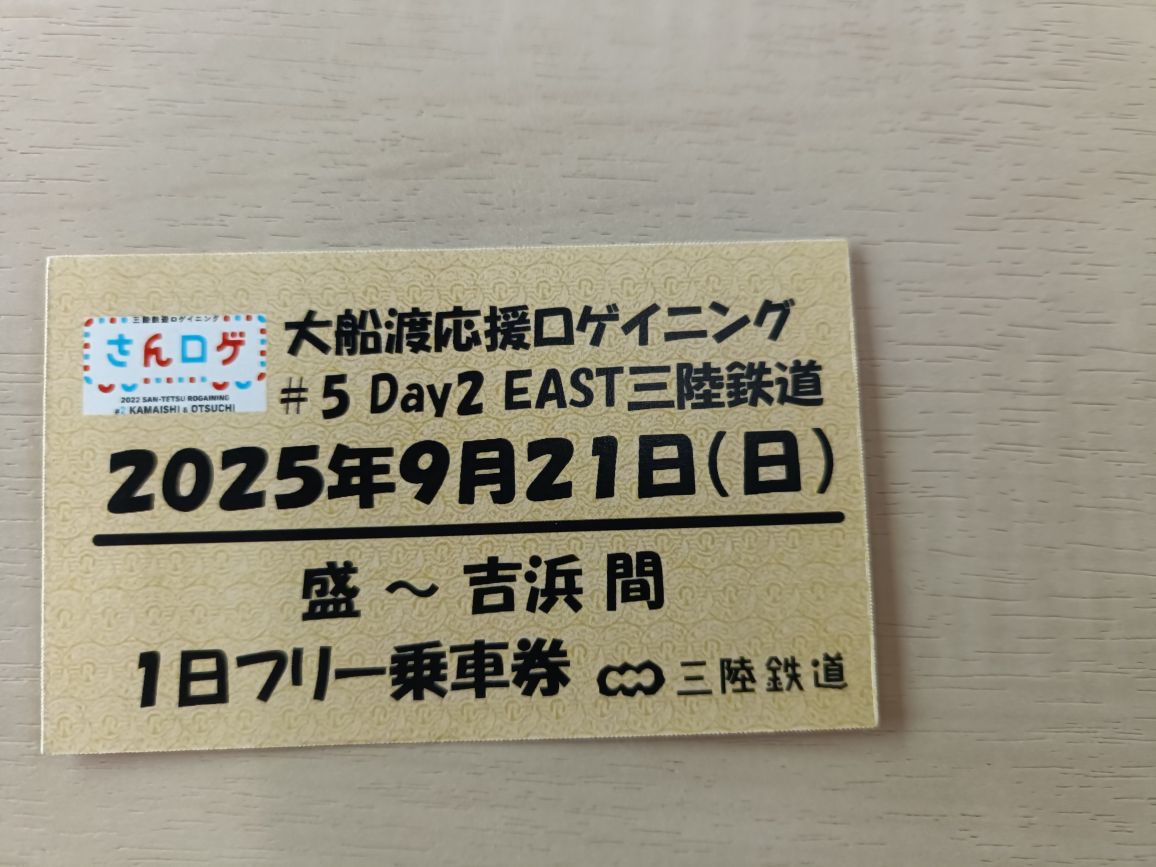 三陸鉄道ロゲイニング
さんロゲ
2022 SAN-TETSU ROGAINING
#2 KAMAISHI & OTSUCHI
大船渡応援ロゲイニング
#5 Day2 EAST三陸鉄道
2025年9月21日(日)
盛 ～ 吉浜 間
1日フリー乗車券
三陸鉄道